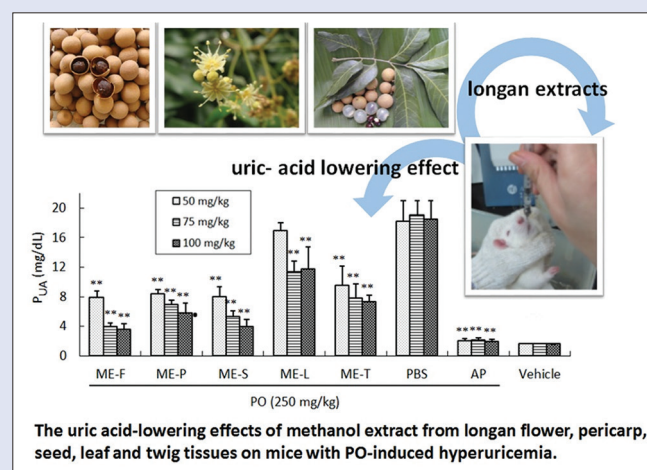 longan extracts
uric- acid lowering effect
50 mg/kg
75 mg/kg
100 mg/kg
P_UA (mg/dL)
20
16
12
8
4
0
** ** **
** ** **
** ** **
** **
** ** **
** ** **
ME-F ME-P ME-S ME-L ME-T PBS AP Vehicle
PO (250 mg/kg)
The uric acid-lowering effects of methanol extract from longan flower, pericarp,
seed, leaf and twig tissues on mice with PO-induced hyperuricemia.